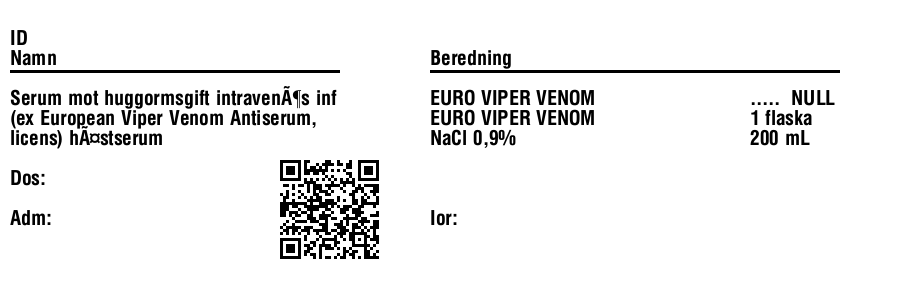 ID
Namn
Beredning
Serum mot huggormsgift intravenÃ¶s inf
(ex European Viper Venom Antiserum,
licens) hÃ¤stserum
EURO VIPER VENOM ..... NULL
EURO VIPER VENOM 1 flaska
NaCl 0,9% 200 mL
Dos:
Adm:
Ior: